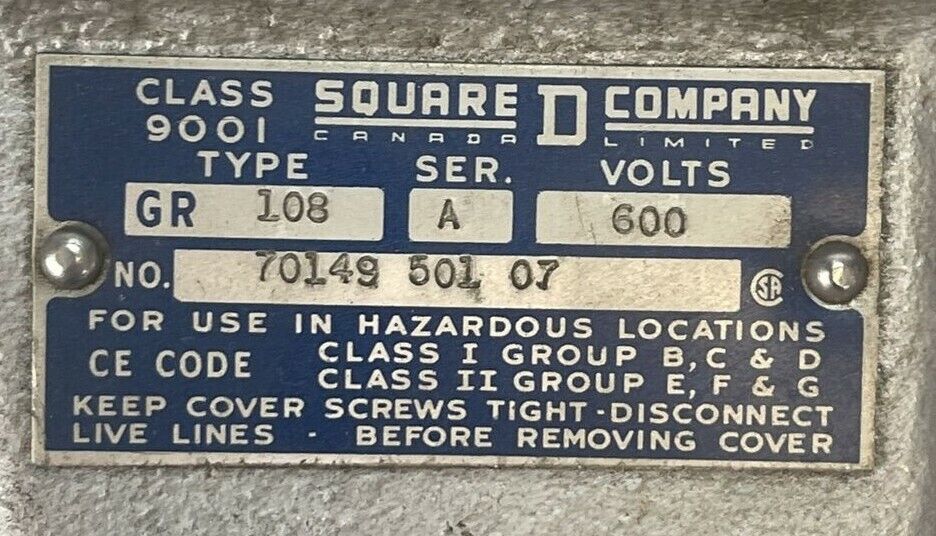 CLASS SQUARE D COMPANY
9001 CANADA LIMITED
TYPE SER. VOLTS
GR 108 A 600
NO. 70149 501 07 SA
FOR USE IN HAZARDOUS LOCATIONS
CE CODE CLASS I GROUP B, C & D
CLASS II GROUP E, F & G
KEEP COVER SCREWS TIGHT-DISCONNECT
LIVE LINES - BEFORE REMOVING COVER